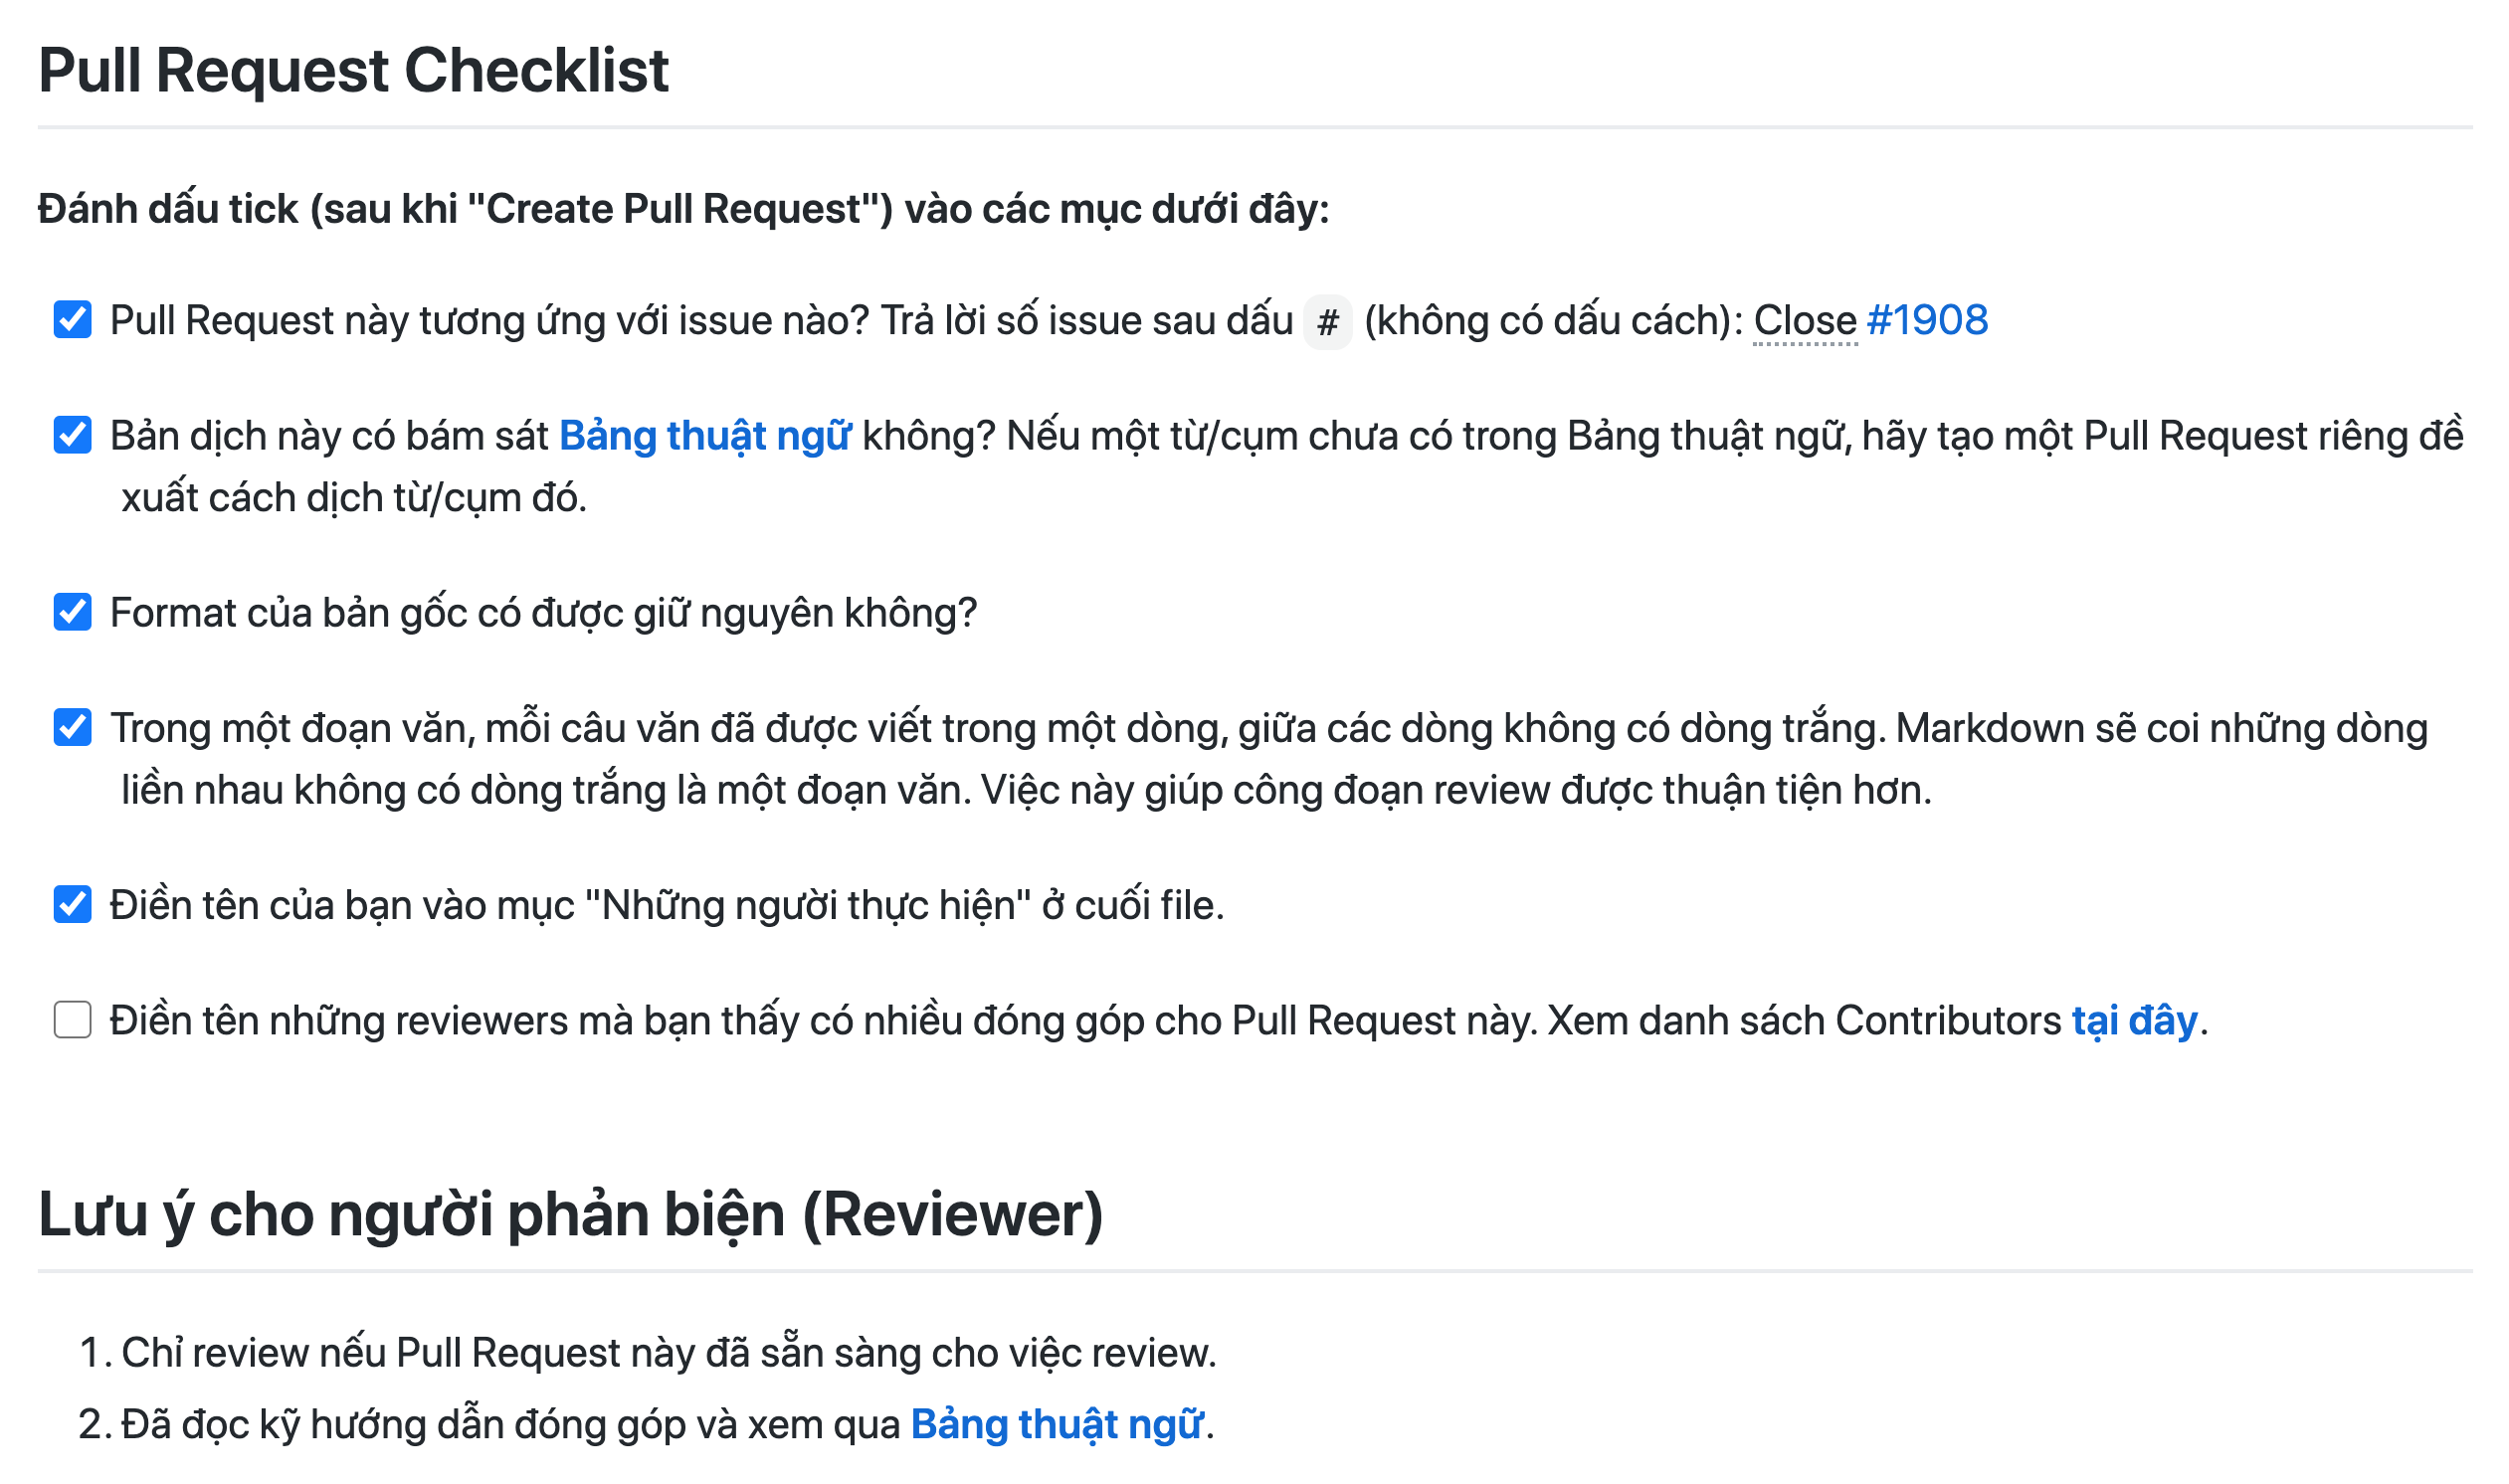 Pull Request Checklist
Đánh dấu tick (sau khi "Create Pull Request") vào các mục dưới đây:
Pull Request này tương ứng với issue nào? Trả lời số issue sau dấu # (không có dấu cách): Close #1908
Bản dịch này có bám sát Bảng thuật ngữ không? Nếu một từ/cụm chưa có trong Bảng thuật ngữ, hãy tạo một Pull Request riêng đề
xuất cách dịch từ/cụm đó.
Format của bản gốc có được giữ nguyên không?
Trong một đoạn văn, mỗi câu văn đã được viết trong một dòng, giữa các dòng không có dòng trắng. Markdown sẽ coi những dòng
liền nhau không có dòng trắng là một đoạn văn. Việc này giúp công đoạn review được thuận tiện hơn.
Điền tên của bạn vào mục "Những người thực hiện" ở cuối file.
Điền tên những reviewers mà bạn thấy có nhiều đóng góp cho Pull Request này. Xem danh sách Contributors tại đây.
Lưu ý cho người phản biện (Reviewer)
1. Chỉ review nếu Pull Request này đã sẵn sàng cho việc review.
2. Đã đọc kỹ hướng dẫn đóng góp và xem qua Bảng thuật ngữ.